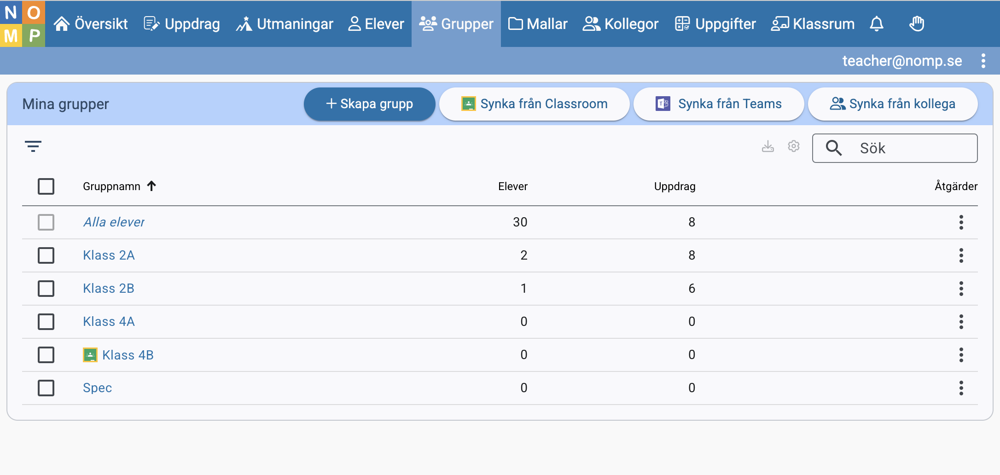 NOMP Översikt Uppdrag Utmaningar Elever Grupper Mallar Kollegor Uppgifter Klassrum
teacher@nomp.se
Mina grupper Skapa grupp Synka från Classroom Synka från Teams Synka från kollega
Sök
Gruppnamn Elever Uppdrag Åtgärder
Alla elever 30 8
Klass 2A 2 8
Klass 2B 1 6
Klass 4A 0 0
Klass 4B 0 0
Spec 0 0